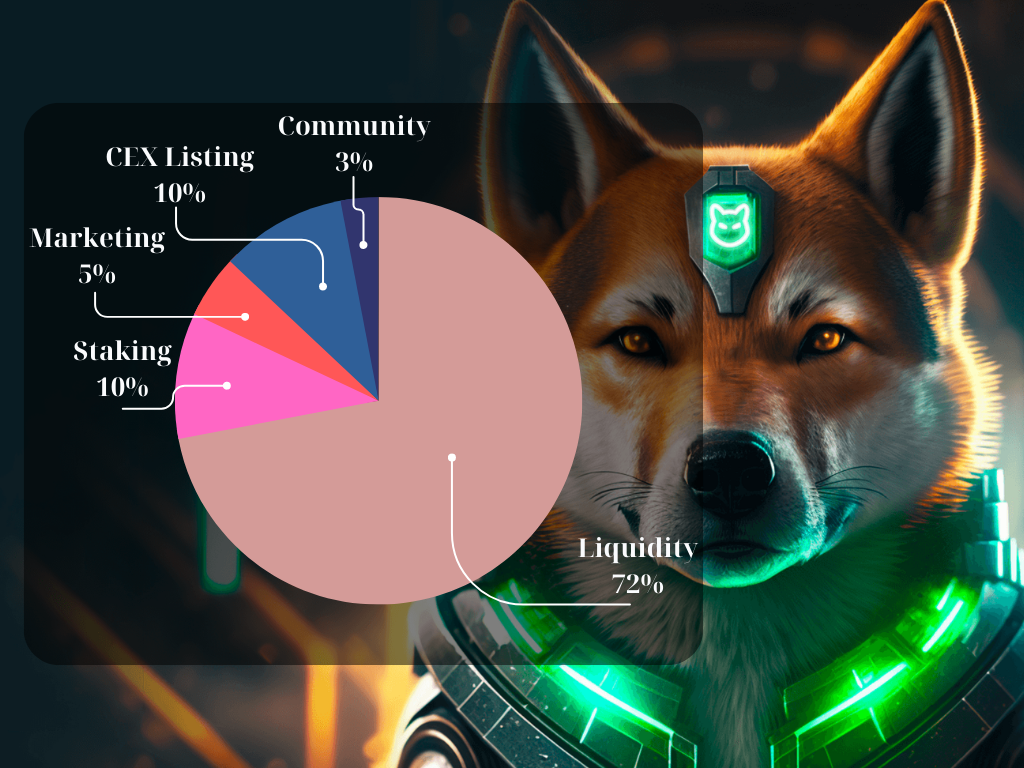 Community
3%
CEX Listing
10%
Marketing
5%
Staking
10%
Liquidity
72%